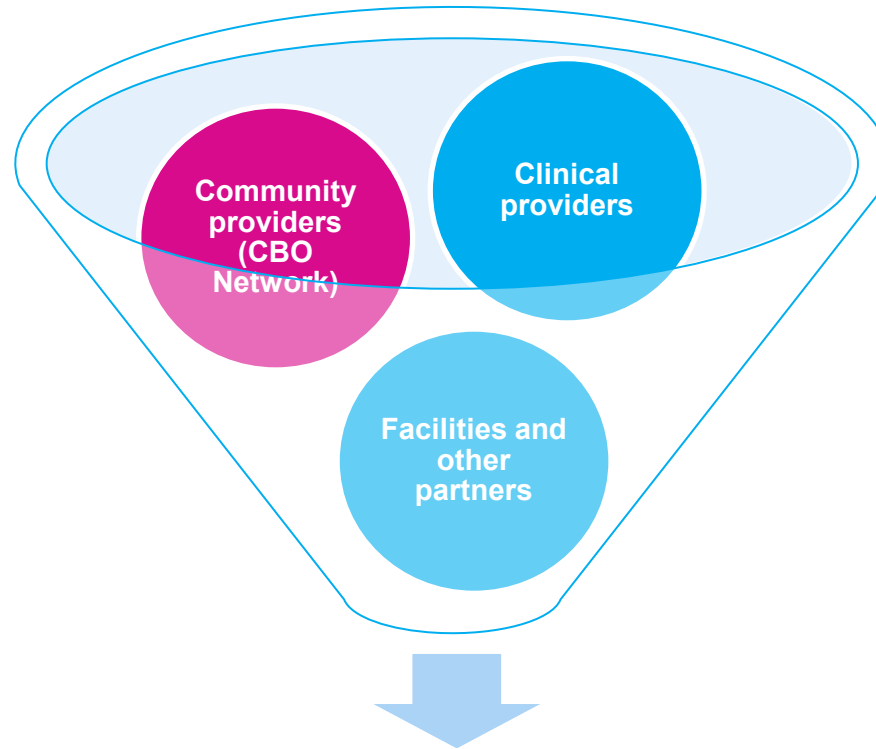 Community
providers
(CBO
Network)
Clinical
providers
Facilities and
other
partners